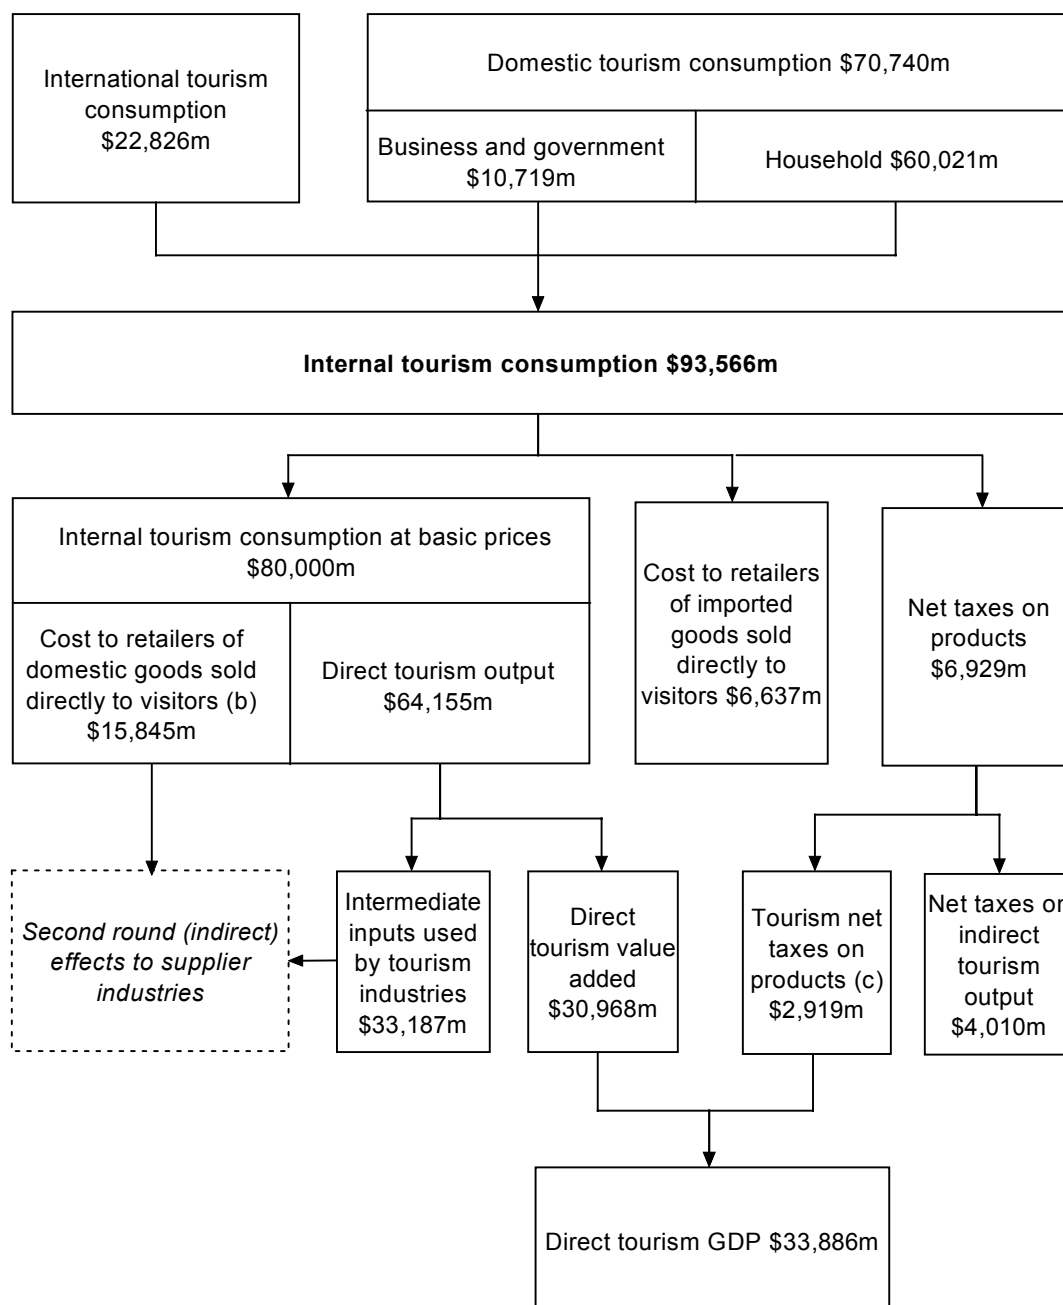 International tourism
consumption
$22,826m
Domestic tourism consumption $70,740m
Business and government
$10,719m
Household $60,021m
Internal tourism consumption $93,566m
Internal tourism consumption at basic prices
$80,000m
Cost to retailers of
domestic goods sold
directly to visitors (b)
$15,845m
Direct tourism output
$64,155m
Cost to retailers
of imported
goods sold
directly to
visitors $6,637m
Net taxes on
products
$6,929m
Second round (indirect)
effects to supplier
industries
Intermediate
inputs used
by tourism
industries
$33,187m
Direct
tourism value
added
$30,968m
Tourism net
taxes on
products (c)
$2,919m
Net taxes on
indirect
tourism
output
$4,010m
Direct tourism GDP $33,886m